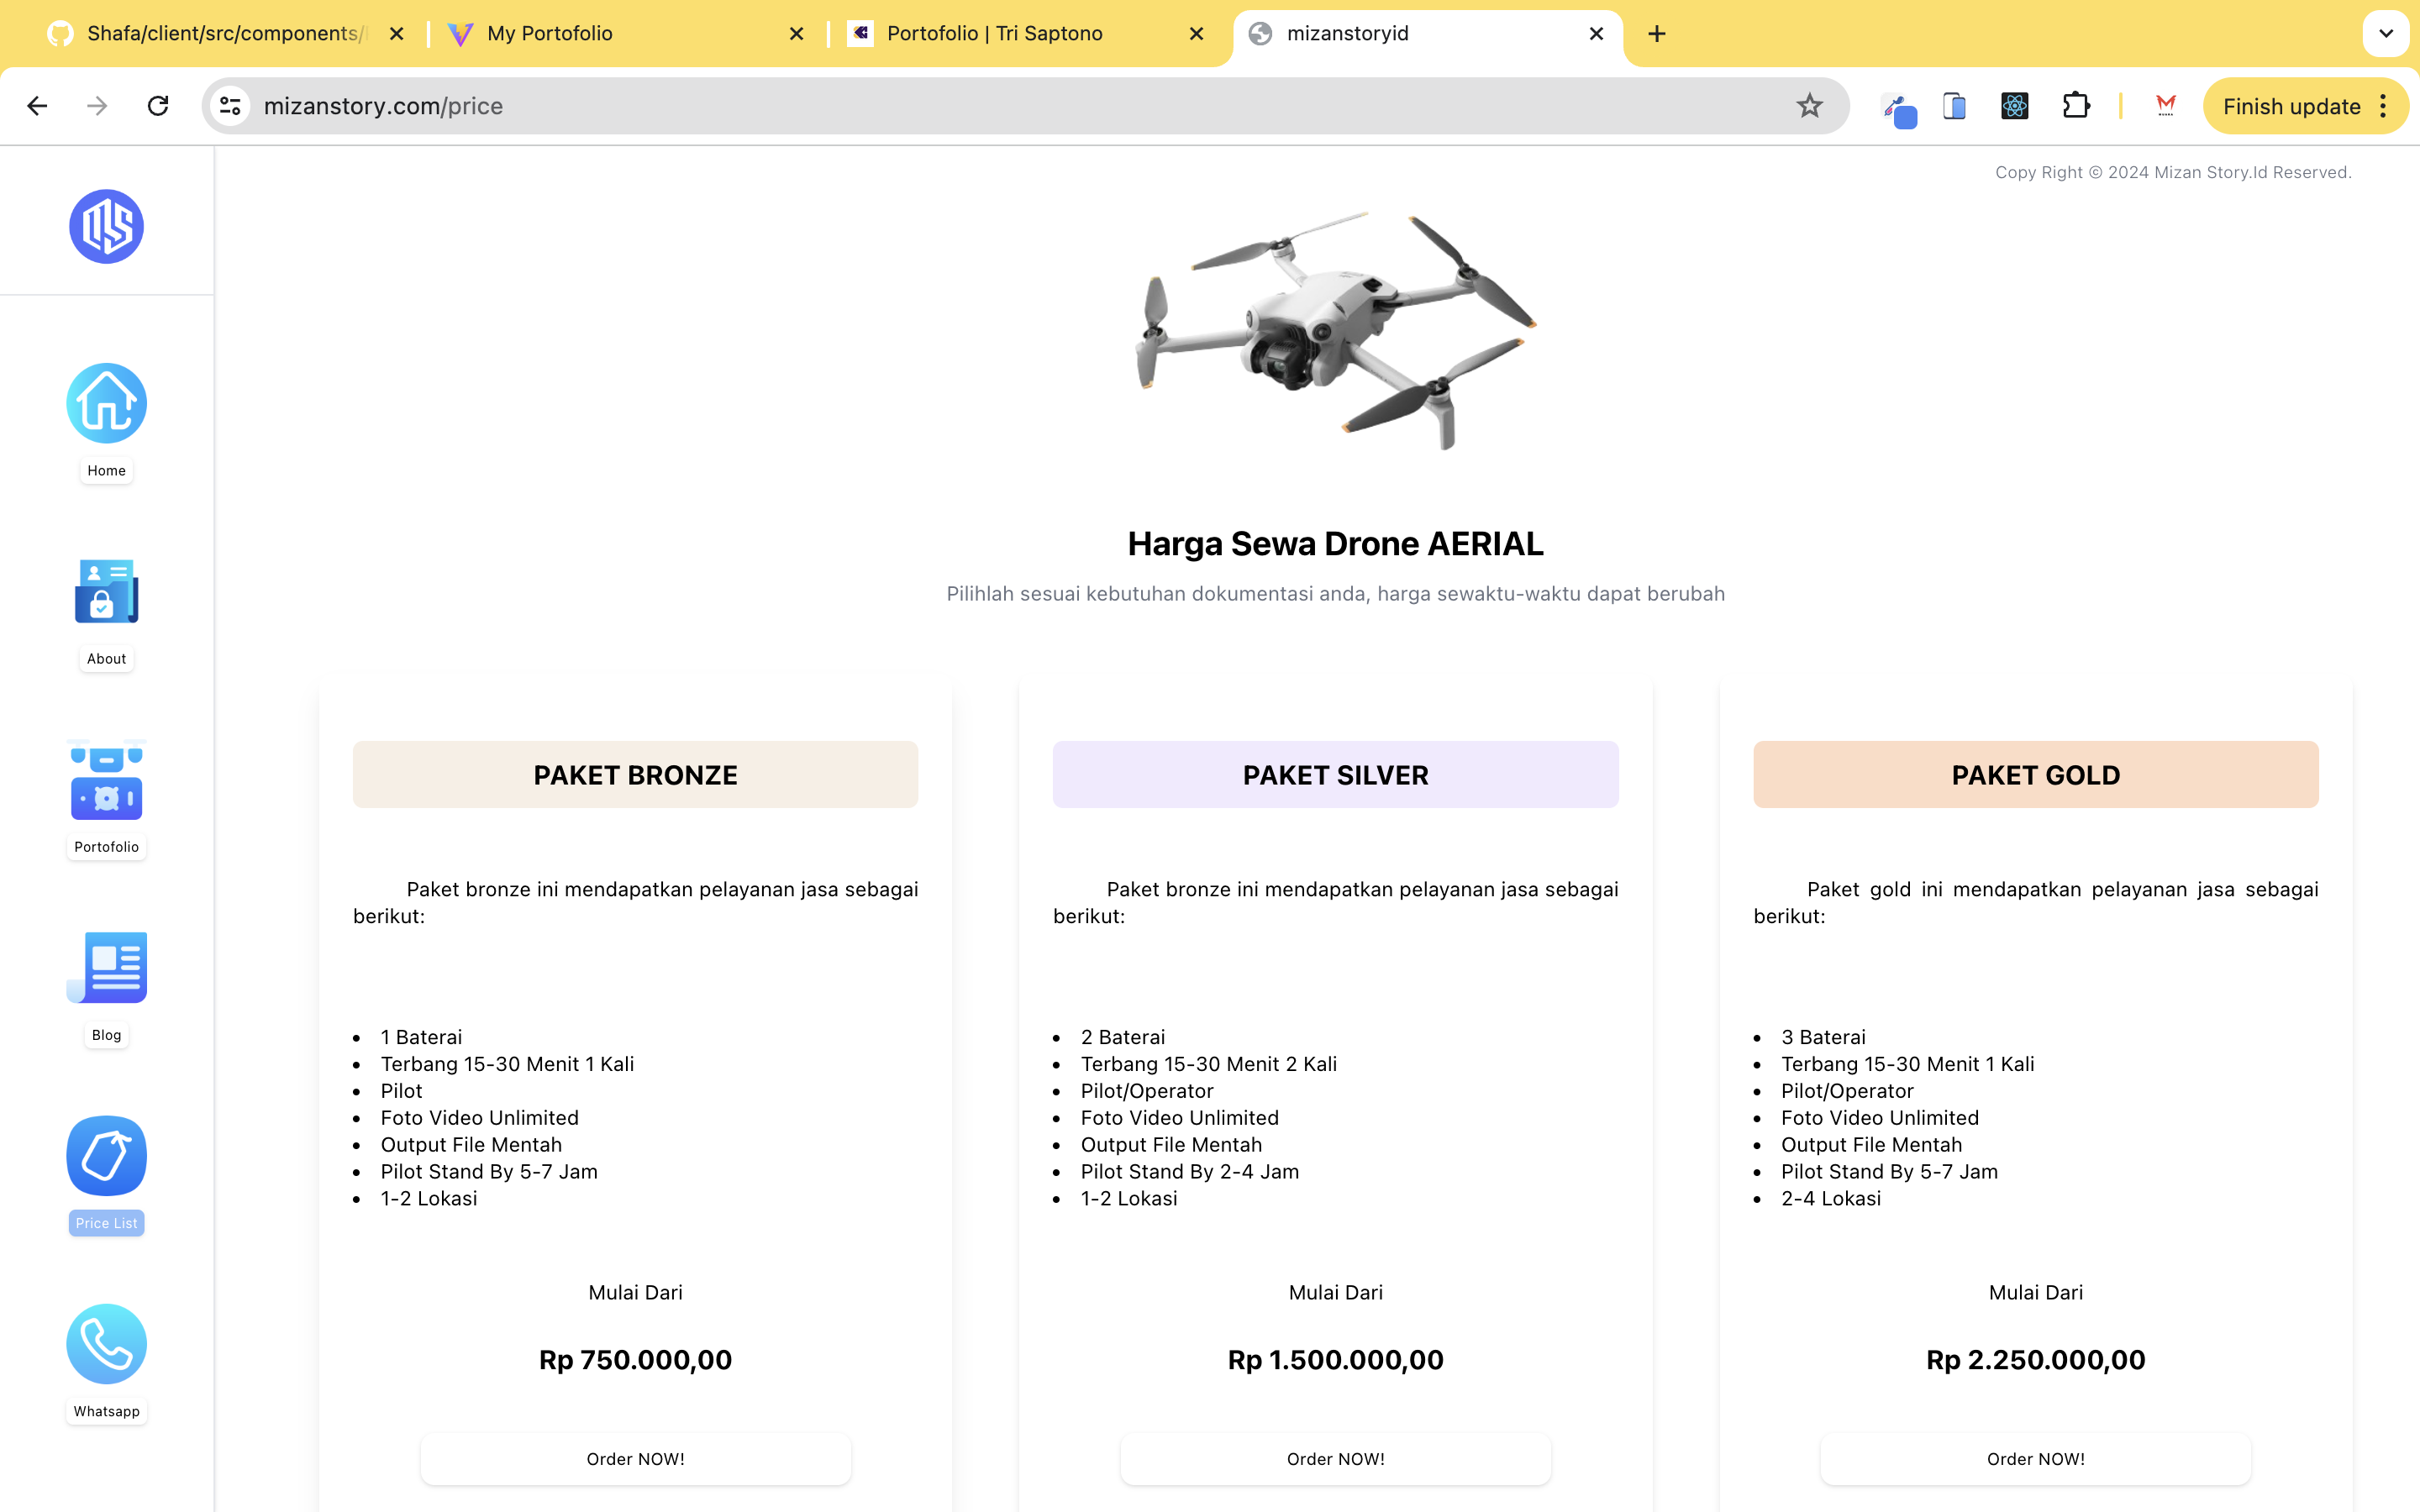 Shafa/client/src/components/
My Portofolio
Portofolio | Tri Saptono
mizanstoryid
mizanstory.com/price
Finish update
Copy Right © 2024 Mizan Story.Id Reserved.
Home
About
Portofolio
Blog
Price List
Whatsapp
Harga Sewa Drone AERIAL
Pilihlah sesuai kebutuhan dokumentasi anda, harga sewaktu-waktu dapat berubah
PAKET BRONZE
Paket bronze ini mendapatkan pelayanan jasa sebagai
berikut:
• 1 Baterai
• Terbang 15-30 Menit 1 Kali
• Pilot
• Foto Video Unlimited
• Output File Mentah
• Pilot Stand By 5-7 Jam
• 1-2 Lokasi
Mulai Dari
Rp 750.000,00
Order NOW!
PAKET SILVER
Paket bronze ini mendapatkan pelayanan jasa sebagai
berikut:
• 2 Baterai
• Terbang 15-30 Menit 2 Kali
• Pilot/Operator
• Foto Video Unlimited
• Output File Mentah
• Pilot Stand By 2-4 Jam
• 1-2 Lokasi
Mulai Dari
Rp 1.500.000,00
Order NOW!
PAKET GOLD
Paket gold ini mendapatkan pelayanan jasa sebagai
berikut:
• 3 Baterai
• Terbang 15-30 Menit 1 Kali
• Pilot/Operator
• Foto Video Unlimited
• Output File Mentah
• Pilot Stand By 5-7 Jam
• 2-4 Lokasi
Mulai Dari
Rp 2.250.000,00
Order NOW!